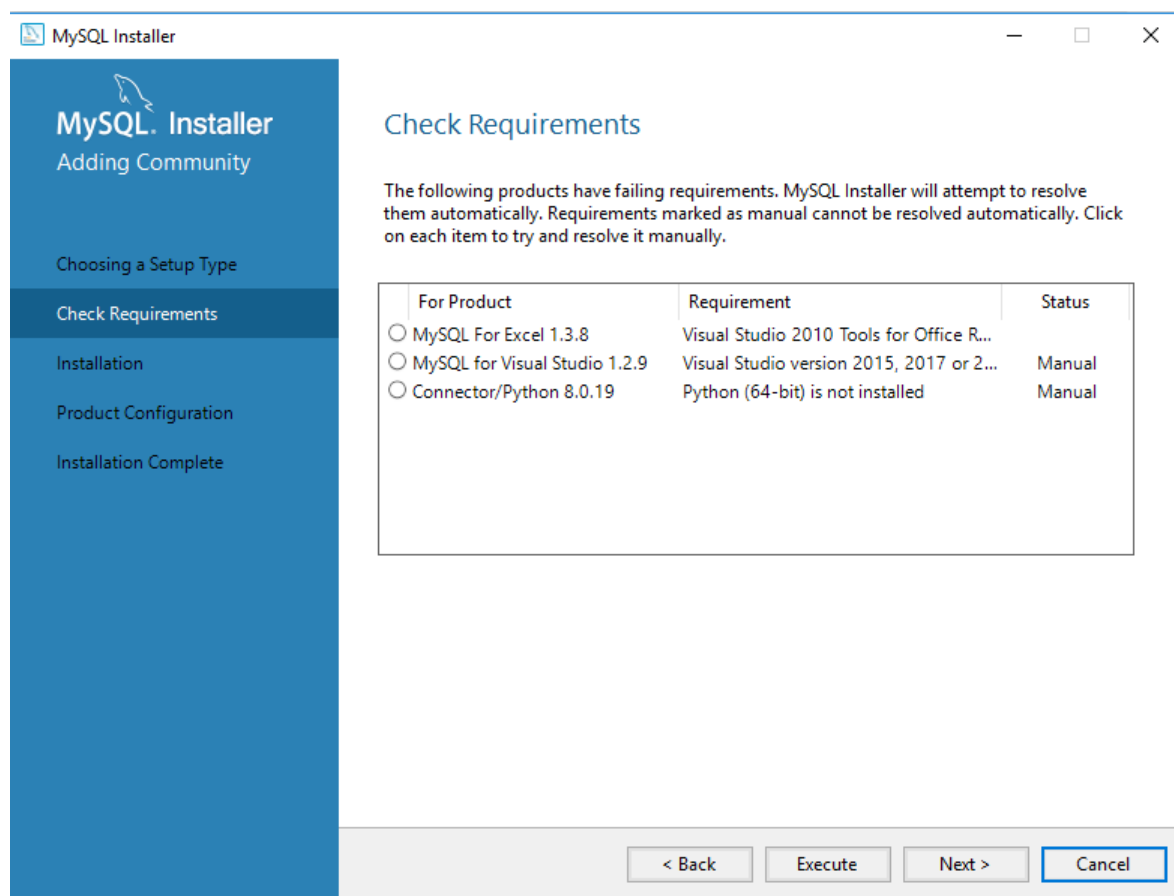 MySQL Installer
MySQL. Installer
Adding Community
Choosing a Setup Type
Check Requirements
Installation
Product Configuration
Installation Complete
Check Requirements
The following products have failing requirements. MySQL Installer will attempt to resolve
them automatically. Requirements marked as manual cannot be resolved automatically. Click
on each item to try and resolve it manually.
For Product Requirement Status
MySQL For Excel 1.3.8 Visual Studio 2010 Tools for Office R...
MySQL for Visual Studio 1.2.9 Visual Studio version 2015, 2017 or 2... Manual
Connector/Python 8.0.19 Python (64-bit) is not installed Manual
< Back Execute Next > Cancel